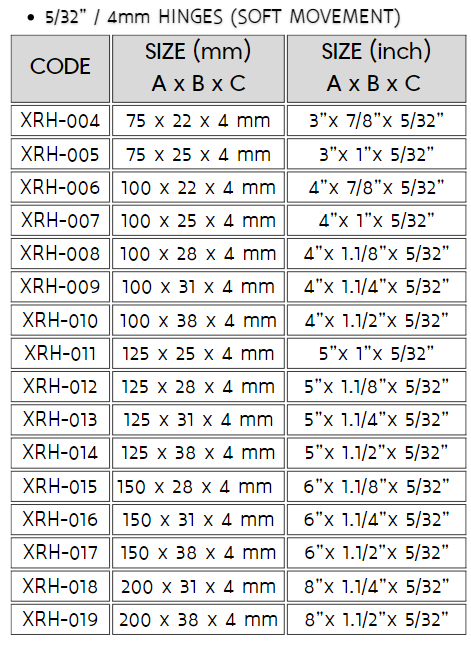 • 5/32” / 4mm HINGES (SOFT MOVEMENT)
CODE SIZE (mm) A x B x C SIZE (inch) A x B x C
XRH-004 75 x 22 x 4 mm 3”x 7/8”x 5/32”
XRH-005 75 x 25 x 4 mm 3”x 1”x 5/32”
XRH-006 100 x 22 x 4 mm 4”x 7/8”x 5/32”
XRH-007 100 x 25 x 4 mm 4”x 1”x 5/32”
XRH-008 100 x 28 x 4 mm 4”x 1.1/8”x 5/32”
XRH-009 100 x 31 x 4 mm 4”x 1.1/4”x 5/32”
XRH-010 100 x 38 x 4 mm 4”x 1.1/2”x 5/32”
XRH-011 125 x 25 x 4 mm 5”x 1”x 5/32”
XRH-012 125 x 28 x 4 mm 5”x 1.1/8”x 5/32”
XRH-013 125 x 31 x 4 mm 5”x 1.1/4”x 5/32”
XRH-014 125 x 38 x 4 mm 5”x 1.1/2”x 5/32”
XRH-015 150 x 28 x 4 mm 6”x 1.1/8”x 5/32”
XRH-016 150 x 31 x 4 mm 6”x 1.1/4”x 5/32”
XRH-017 150 x 38 x 4 mm 6”x 1.1/2”x 5/32”
XRH-018 200 x 31 x 4 mm 8”x 1.1/4”x 5/32”
XRH-019 200 x 38 x 4 mm 8”x 1.1/2”x 5/32”